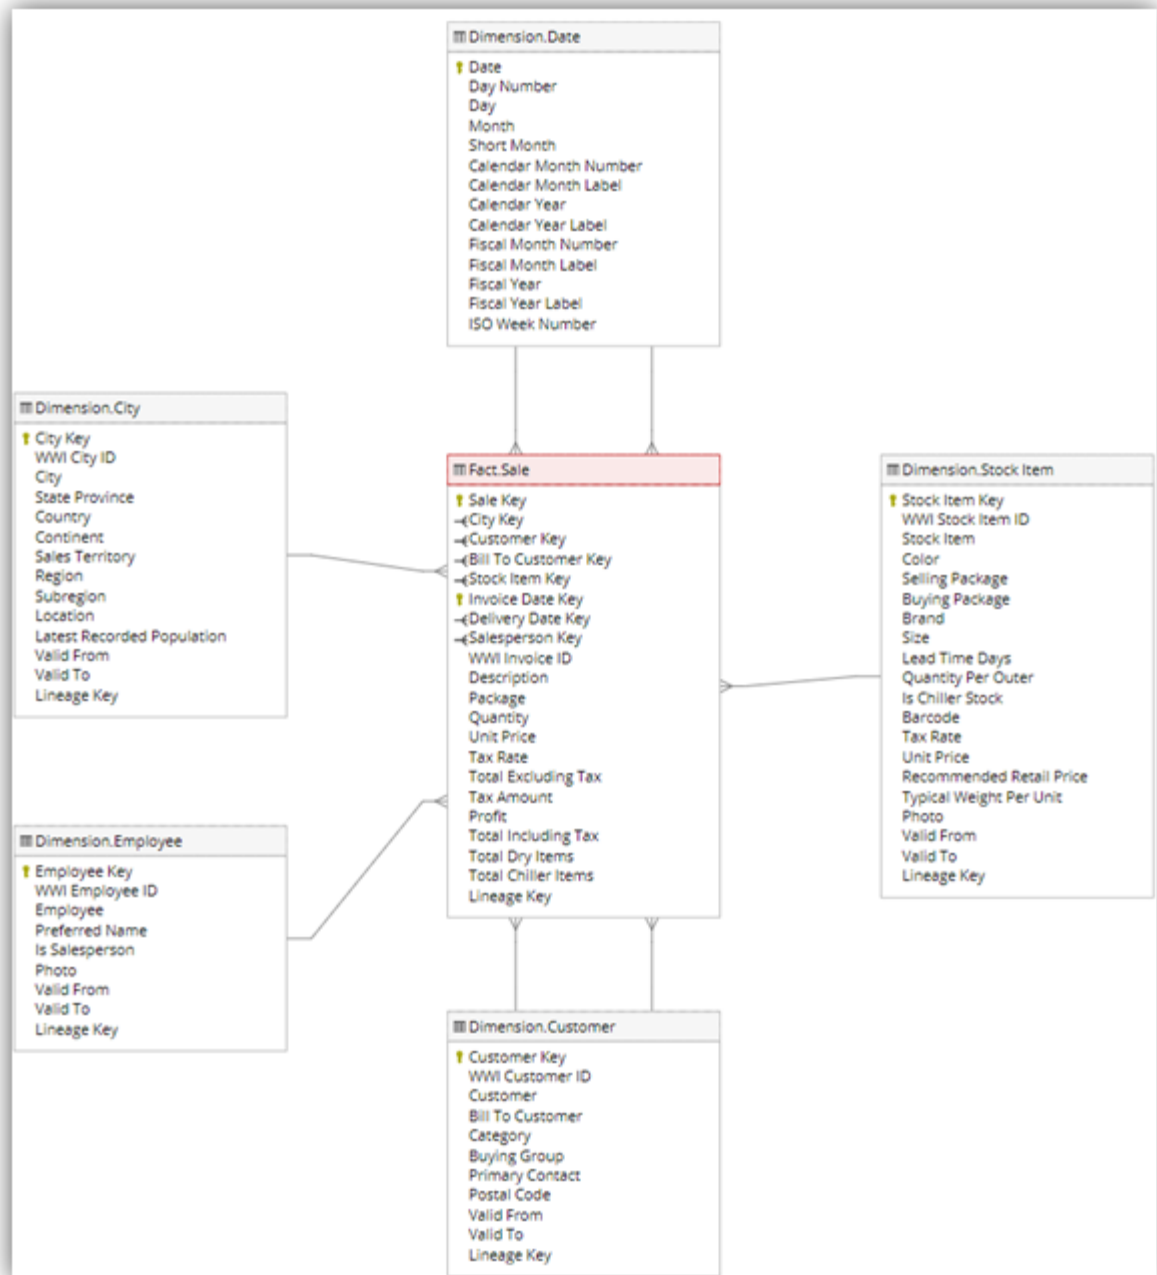 Dimension.Date
Date
Day Number
Day
Month
Short Month
Calendar Month Number
Calendar Month Label
Calendar Year
Calendar Year Label
Fiscal Month Number
Fiscal Month Label
Fiscal Year
Fiscal Year Label
ISO Week Number
Dimension.City
City Key
WWI City ID
City
State Province
Country
Continent
Sales Territory
Region
Subregion
Location
Latest Recorded Population
Valid From
Valid To
Lineage Key
Fact.Sale
Sale Key
City Key
Customer Key
Bill To Customer Key
Stock Item Key
Invoice Date Key
Delivery Date Key
Salesperson Key
WWI Invoice ID
Description
Package
Quantity
Unit Price
Tax Rate
Total Excluding Tax
Tax Amount
Profit
Total Including Tax
Total Dry Items
Total Chiller Items
Lineage Key
Dimension.Stock Item
Stock Item Key
WWI Stock Item ID
Stock Item
Color
Selling Package
Buying Package
Brand
Size
Lead Time Days
Quantity Per Outer
Is Chiller Stock
Barcode
Tax Rate
Unit Price
Recommended Retail Price
Typical Weight Per Unit
Photo
Valid From
Valid To
Lineage Key
Dimension.Employee
Employee Key
WWI Employee ID
Employee
Preferred Name
Is Salesperson
Photo
Valid From
Valid To
Lineage Key
Dimension.Customer
Customer Key
WWI Customer ID
Customer
Bill To Customer
Category
Buying Group
Primary Contact
Postal Code
Valid From
Valid To
Lineage Key